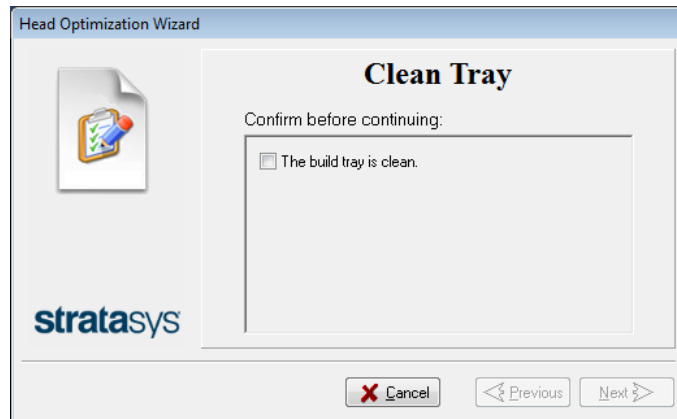 Head Optimization Wizard
Clean Tray
Confirm before continuing:
The build tray is clean.
stratasys
Cancel
Previous
Next